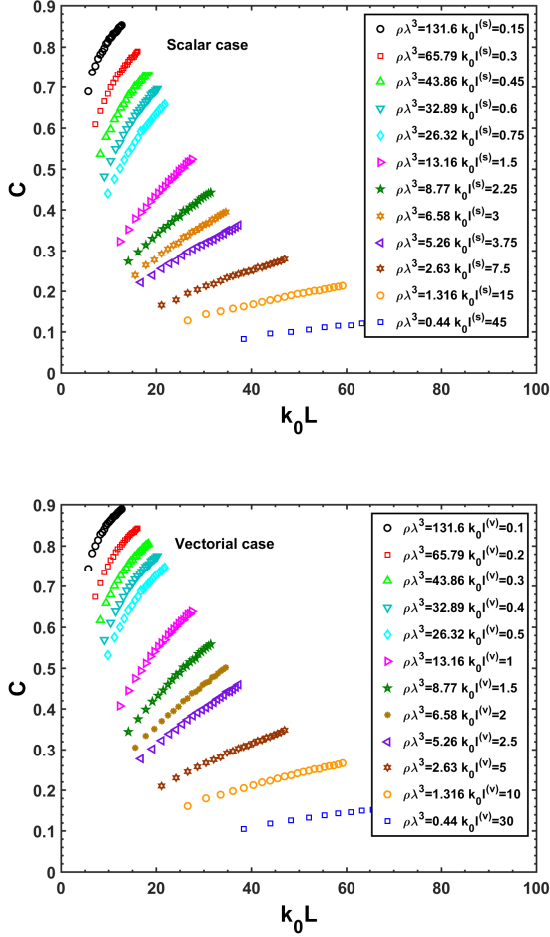 0.9
0.8
0.7
0.6
0.5
0.4
0.3
0.2
0.1
0
C
Scalar case
ρλ³=131.6 k₀l⁽ˢ⁾=0.15
ρλ³=65.79 k₀l⁽ˢ⁾=0.3
ρλ³=43.86 k₀l⁽ˢ⁾=0.45
ρλ³=32.89 k₀l⁽ˢ⁾=0.6
ρλ³=26.32 k₀l⁽ˢ⁾=0.75
ρλ³=13.16 k₀l⁽ˢ⁾=1.5
ρλ³=8.77 k₀l⁽ˢ⁾=2.25
ρλ³=6.58 k₀l⁽ˢ⁾=3
ρλ³=5.26 k₀l⁽ˢ⁾=3.75
ρλ³=2.63 k₀l⁽ˢ⁾=7.5
ρλ³=1.316 k₀l⁽ˢ⁾=15
ρλ³=0.44 k₀l⁽ˢ⁾=45
0 20 40 60 80 100
k₀L
0.9
0.8
0.7
0.6
0.5
0.4
0.3
0.2
0.1
0
C
Vectorial case
ρλ³=131.6 k₀l⁽ᵛ⁾=0.1
ρλ³=65.79 k₀l⁽ᵛ⁾=0.2
ρλ³=43.86 k₀l⁽ᵛ⁾=0.3
ρλ³=32.89 k₀l⁽ᵛ⁾=0.4
ρλ³=26.32 k₀l⁽ᵛ⁾=0.5
ρλ³=13.16 k₀l⁽ᵛ⁾=1
ρλ³=8.77 k₀l⁽ᵛ⁾=1.5
ρλ³=6.58 k₀l⁽ᵛ⁾=2
ρλ³=5.26 k₀l⁽ᵛ⁾=2.5
ρλ³=2.63 k₀l⁽ᵛ⁾=5
ρλ³=1.316 k₀l⁽ᵛ⁾=10
ρλ³=0.44 k₀l⁽ᵛ⁾=30
0 20 40 60 80 100
k₀L